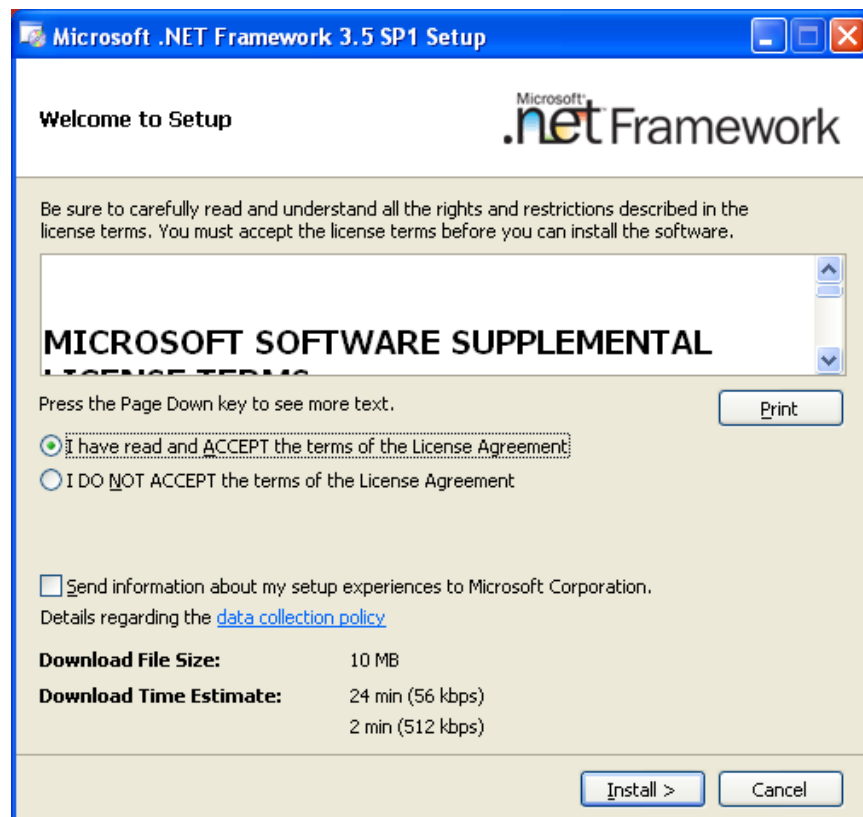 Microsoft .NET Framework 3.5 SP1 Setup
Welcome to Setup
Microsoft
.net Framework
Be sure to carefully read and understand all the rights and restrictions described in the
license terms. You must accept the license terms before you can install the software.
MICROSOFT SOFTWARE SUPPLEMENTAL
LICENSE TERMS
Press the Page Down key to see more text.
Print
I have read and ACCEPT the terms of the License Agreement
I DO NOT ACCEPT the terms of the License Agreement
Send information about my setup experiences to Microsoft Corporation.
Details regarding the data collection policy
Download File Size: 10 MB
Download Time Estimate: 24 min (56 kbps)
2 min (512 kbps)
Install > Cancel